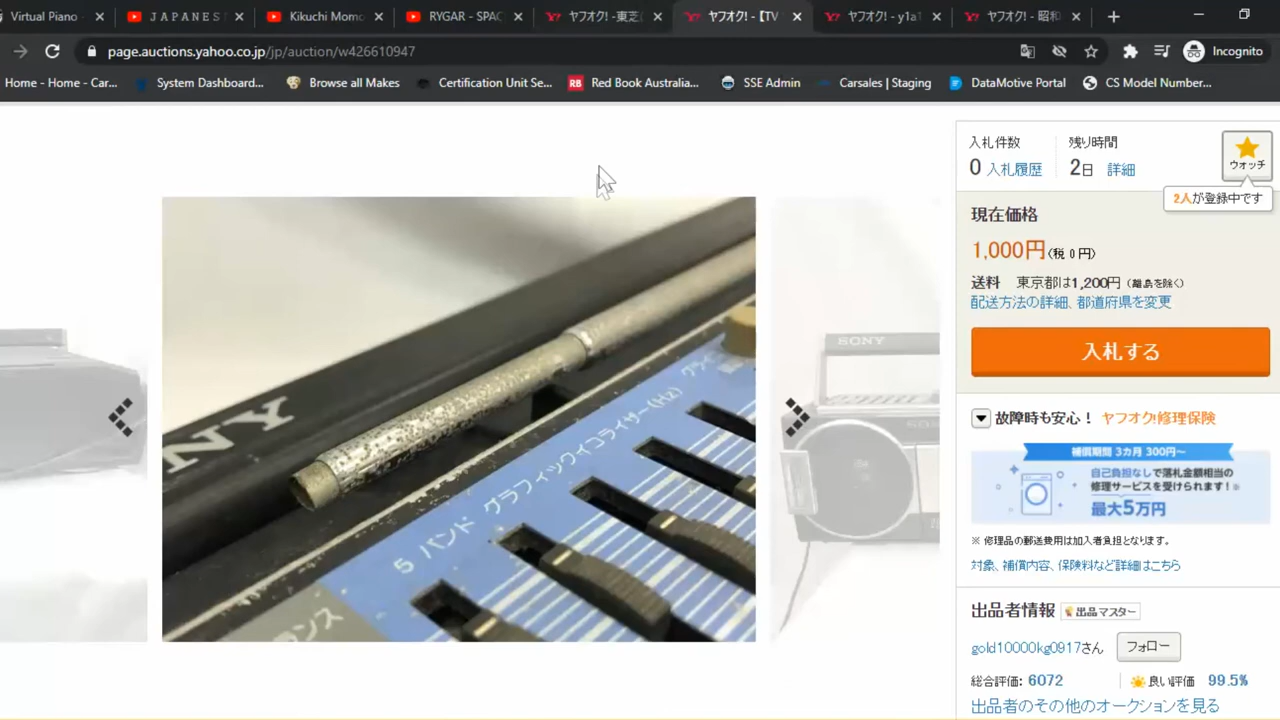 Virtual Piano -
J A P A N E S
Kikuchi Momo
RYGAR - SPAC
ヤフオク! -東芝(
ヤフオク! - 【TV
ヤフオク! - y1a1
ヤフオク! - 昭和
page.auctions.yahoo.co.jp/jp/auction/w426610947
Incognito
Home - Home - Car...
System Dashboard...
Browse all Makes
Certification Unit Se...
RB Red Book Australia...
SSE Admin
Carsales | Staging
DataMotive Portal
CS Model Number...
入札件数
残り時間
0 入札履歴
2日 詳細
ウォッチ
2人が登録中です
現在価格
1,000円(税 0 円)
送料 東京都は1,200円(離島を除く)
配送方法の詳細、都道府県を変更
入札する
故障時も安心! ヤフオク!修理保険
補償期間 3カ月 300円~
自己負担なしで落札金額相当の
修理サービスを受けられます!※
最大5万円
※ 修理品の郵送費用は加入者負担となります。
対象、補償内容、保険料など詳細はこちら
出品者情報 出品マスター
gold10000kg0917さん フォロー
総合評価: 6072
良い評価 99.5%
出品者のその他のオークションを見る
NY
5 バンド グラフィックイコライザー(Hz)
ランス
SONY